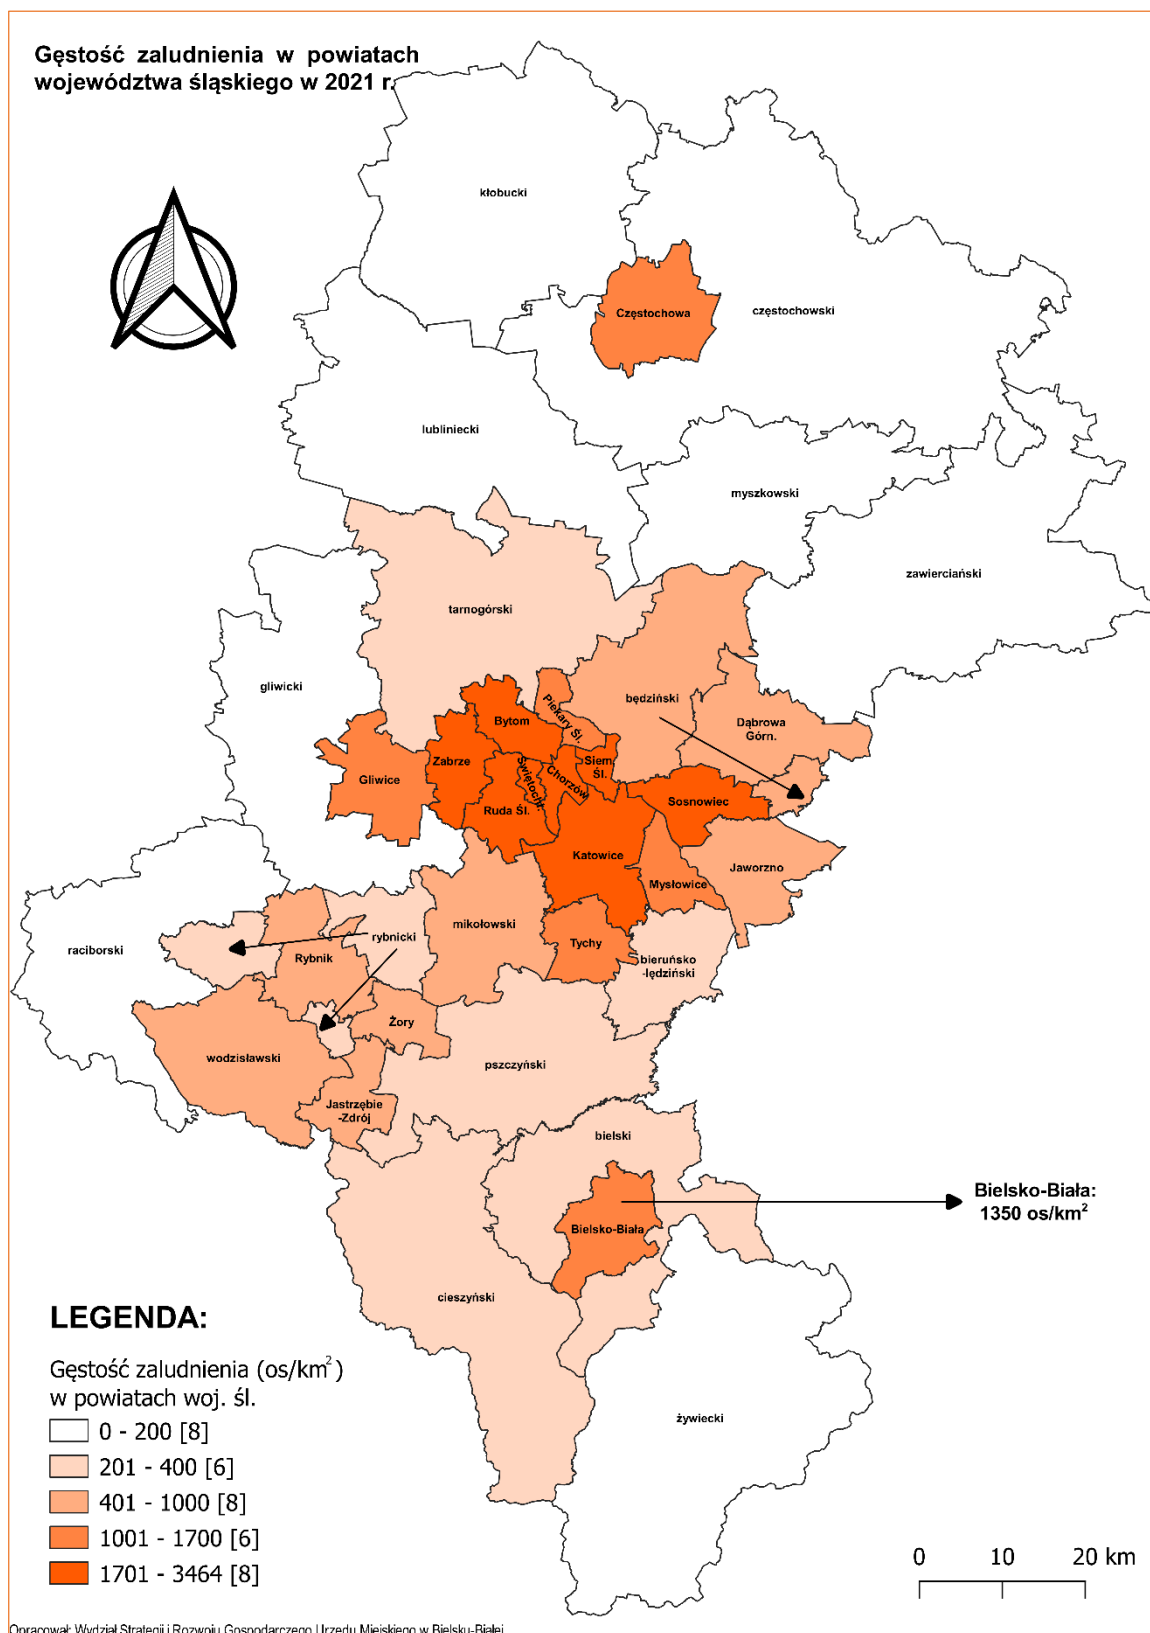 Gęstość zaludnienia w powiatach
województwa śląskiego w 2021 r.
kłobucki
Częstochowa
częstochowski
lubliniecki
myszkowski
zawierciański
tarnogórski
gliwicki
będziński
Piekary Śl.
Dąbrowa
Górn.
Bytom
Gliwice
Zabrze
Świętochł.
Chorzów
Siem.
Śl.
Ruda Śl.
Sosnowiec
Katowice
Mysłowice
Jaworzno
raciborski
rybnicki
mikołowski
Tychy
Rybnik
bieruńsko
-lędziński
Żory
wodzisławski
pszczyński
Jastrzębie
-Zdrój
bielski
Bielsko-Biała:
1350 os/km²
Bielsko-Biała
cieszyński
żywiecki
LEGENDA:
Gęstość zaludnienia (os/km²)
w powiatach woj. śl.
0 - 200 [8]
201 - 400 [6]
401 - 1000 [8]
1001 - 1700 [6]
1701 - 3464 [8]
0 10 20 km
Opracował: Wydział Strategii i Rozwoju Gospodarczego Urzędu Miejskiego w Bielsku-Białej